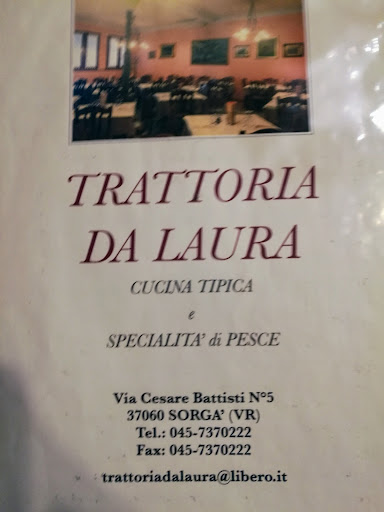 TRATTORIA
DA LAURA
CUCINA TIPICA
e
SPECIALITA' di PESCE
Via Cesare Battisti N°5
37060 SORGA' (VR)
Tel.: 045-7370222
Fax: 045-7370222
trattoriadalaura@libero.it